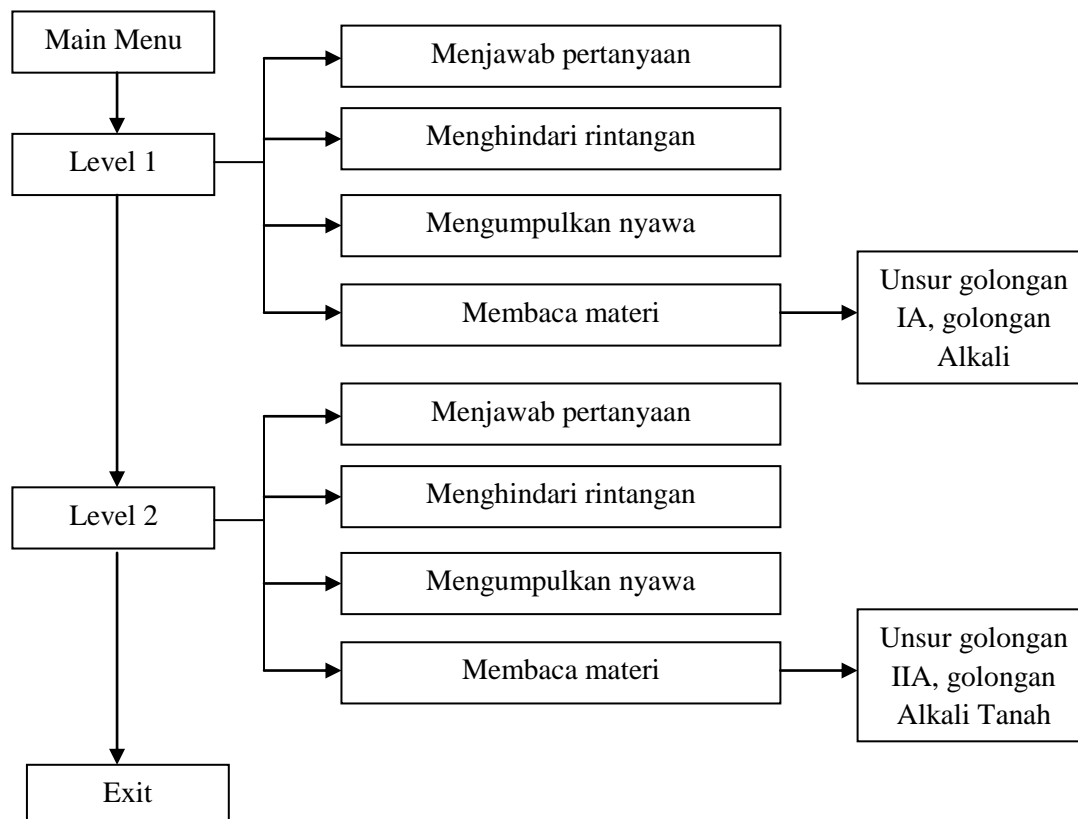 Main Menu
Level 1
Menjawab pertanyaan
Menghindari rintangan
Mengumpulkan nyawa
Membaca materi
Unsur golongan
IA, golongan
Alkali
Level 2
Menjawab pertanyaan
Menghindari rintangan
Mengumpulkan nyawa
Membaca materi
Unsur golongan
IIA, golongan
Alkali Tanah
Exit